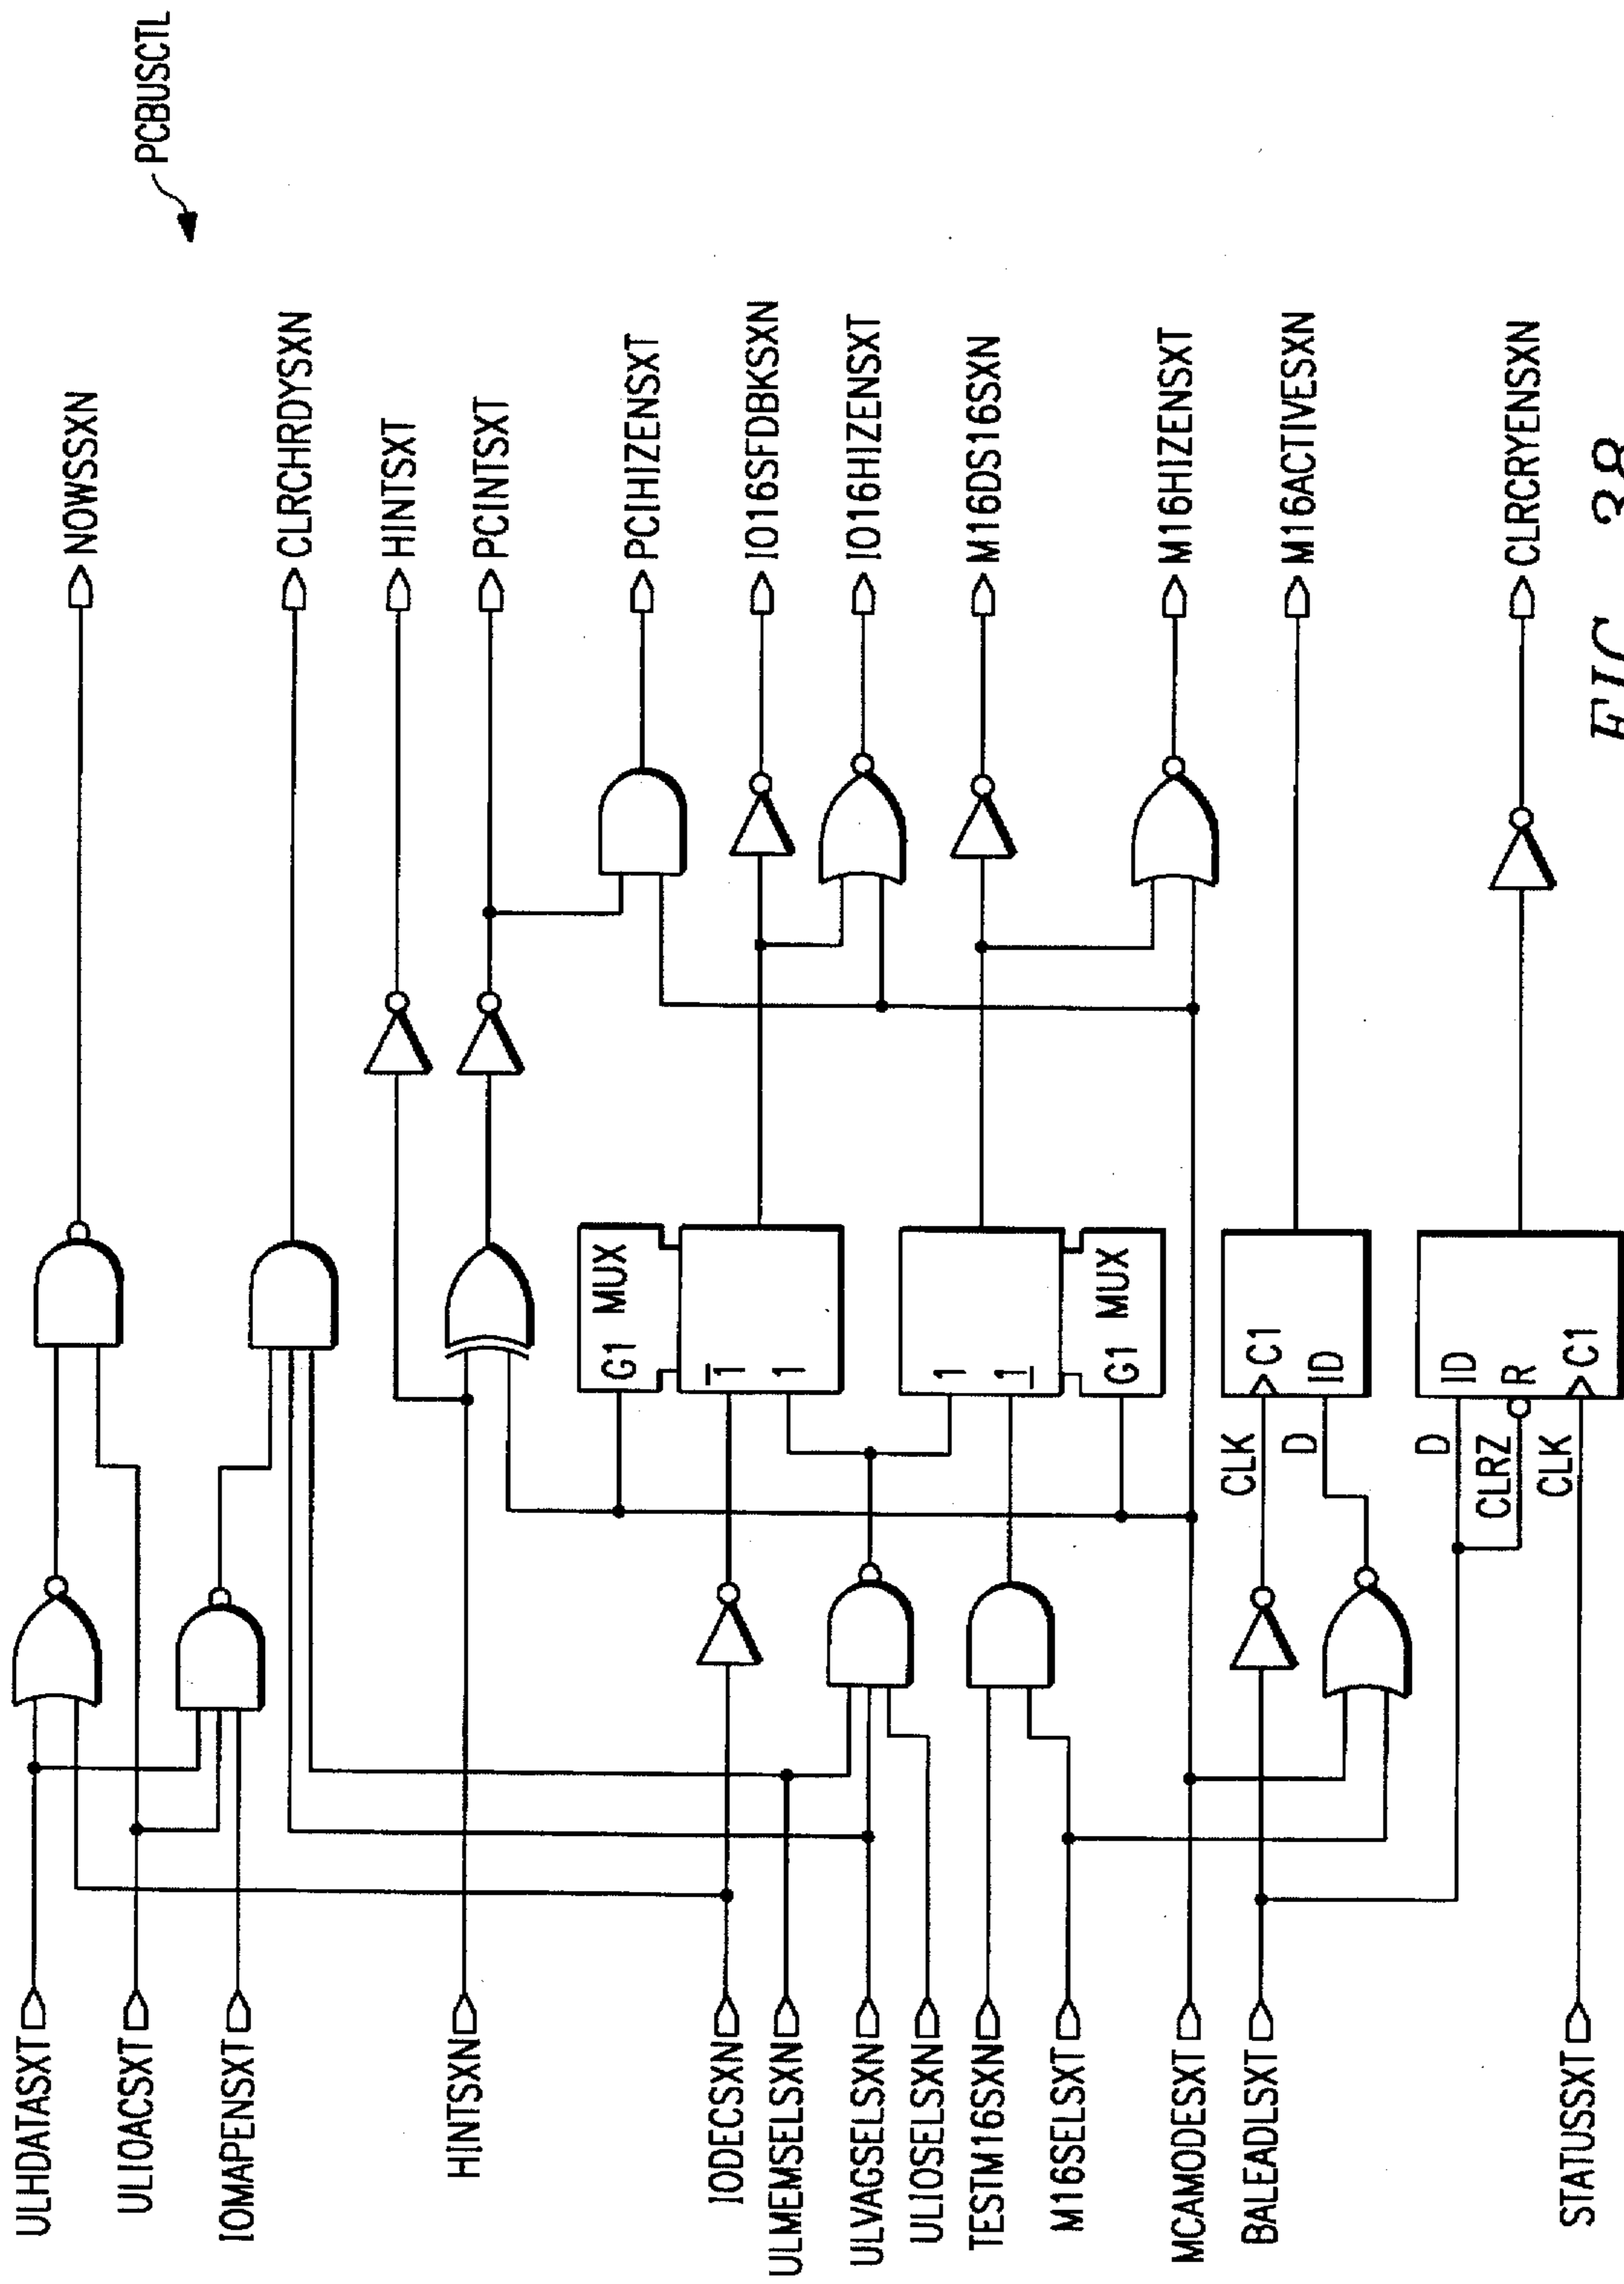 PCBUSCTL
ULHDATASXT
NOWSSXN
ULIOACSXT
IOMAPENSXT
CLRCHRDYSXN
HINTSXT
HINTSXN
PCINTSXT
G1 MUX
PCIHIZENSXT
IODECSXN
1
IO16SFDBKSXN
ULMEMSELSXN
1
ULVAGSELSXN
IO16HIZENSXT
ULIOSELSXN
1
TESTM16SXN
1
M16DS16SXN
M16SELSXT
G1 MUX
MCAMODESXT
M16HIZENSXT
BALEADLSXT
CLK
C1
M16ACTIVESXN
D
ID
D
ID
CLRZ
R
CLRCRYENSXN
CLK
C1
STATUSSXT
FIG. 38